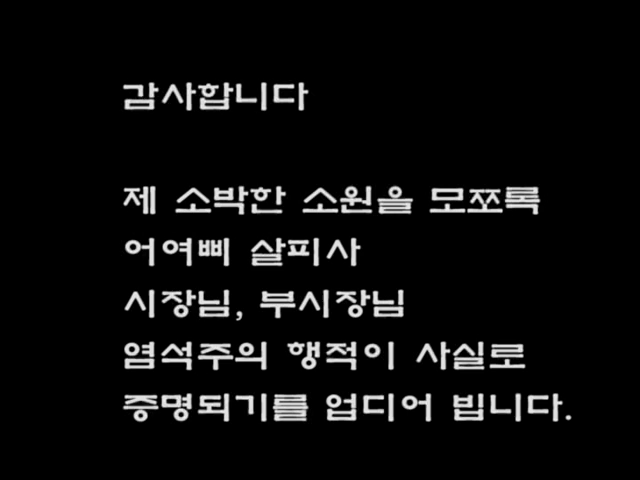 감사합니다
제 소박한 소원을 모쪼록
어여삐 살피사
시장님, 부시장님
염석주의 행적이 사실로
증명되기를 업디어 빕니다.